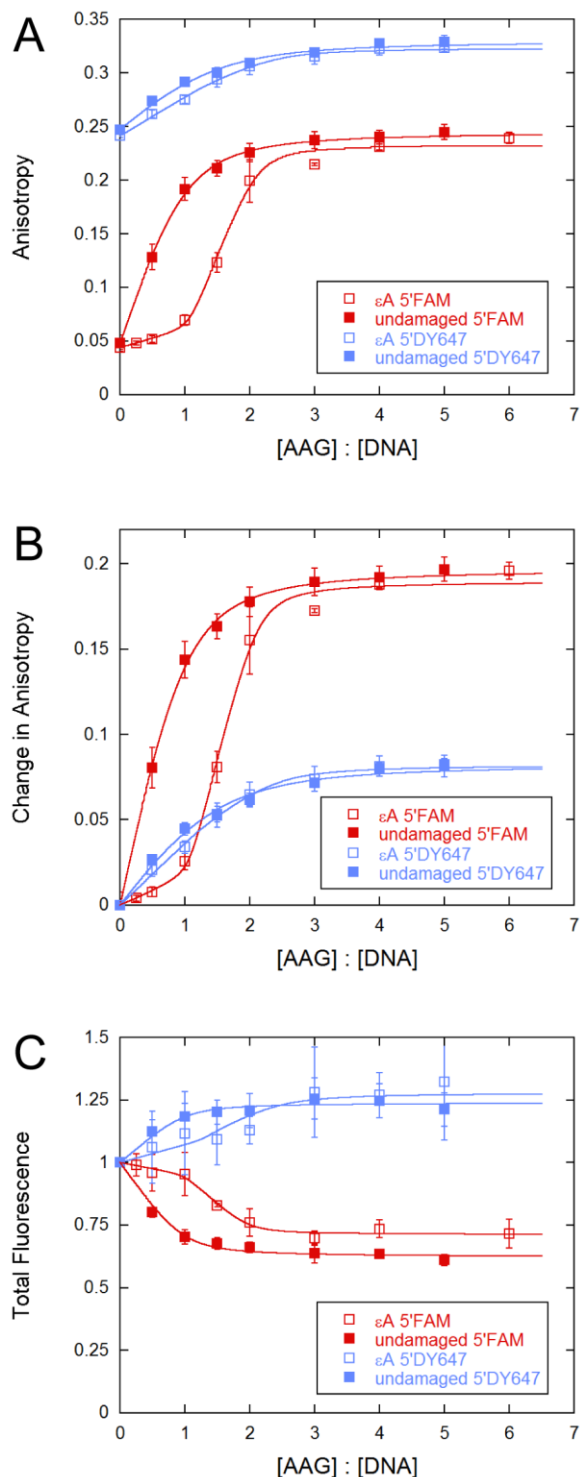 A
0.35
0.3
0.25
0.2
0.15
0.1
0.05
0
Anisotropy
εA 5'FAM
undamaged 5'FAM
εA 5'DY647
undamaged 5'DY647
0 1 2 3 4 5 6 7
[AAG] : [DNA]
B
0.2
0.15
0.1
0.05
0
Change in Anisotropy
εA 5'FAM
undamaged 5'FAM
εA 5'DY647
undamaged 5'DY647
0 1 2 3 4 5 6 7
[AAG] : [DNA]
C
1.5
1.25
1
0.75
0.5
0.25
0
Total Fluorescence
εA 5'FAM
undamaged 5'FAM
εA 5'DY647
undamaged 5'DY647
0 1 2 3 4 5 6 7
[AAG] : [DNA]